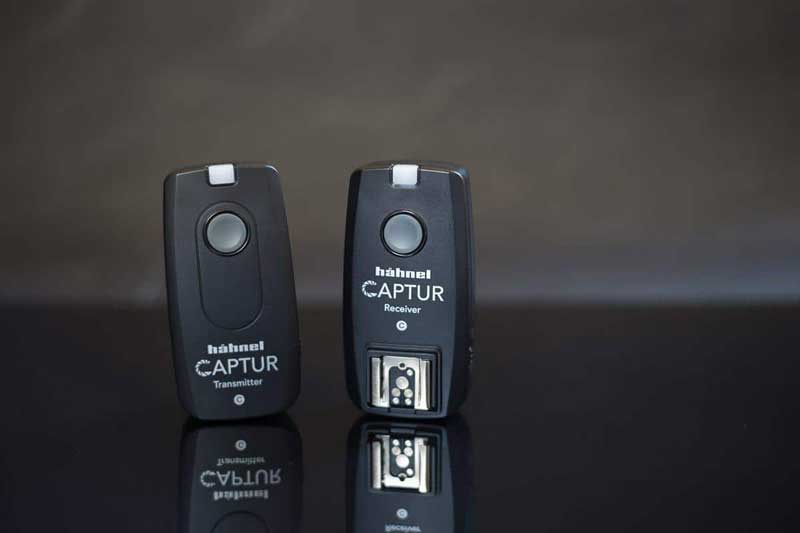 hähnel
CAPTUR
Transmitter
C
hähnel
CAPTUR
Receiver
C